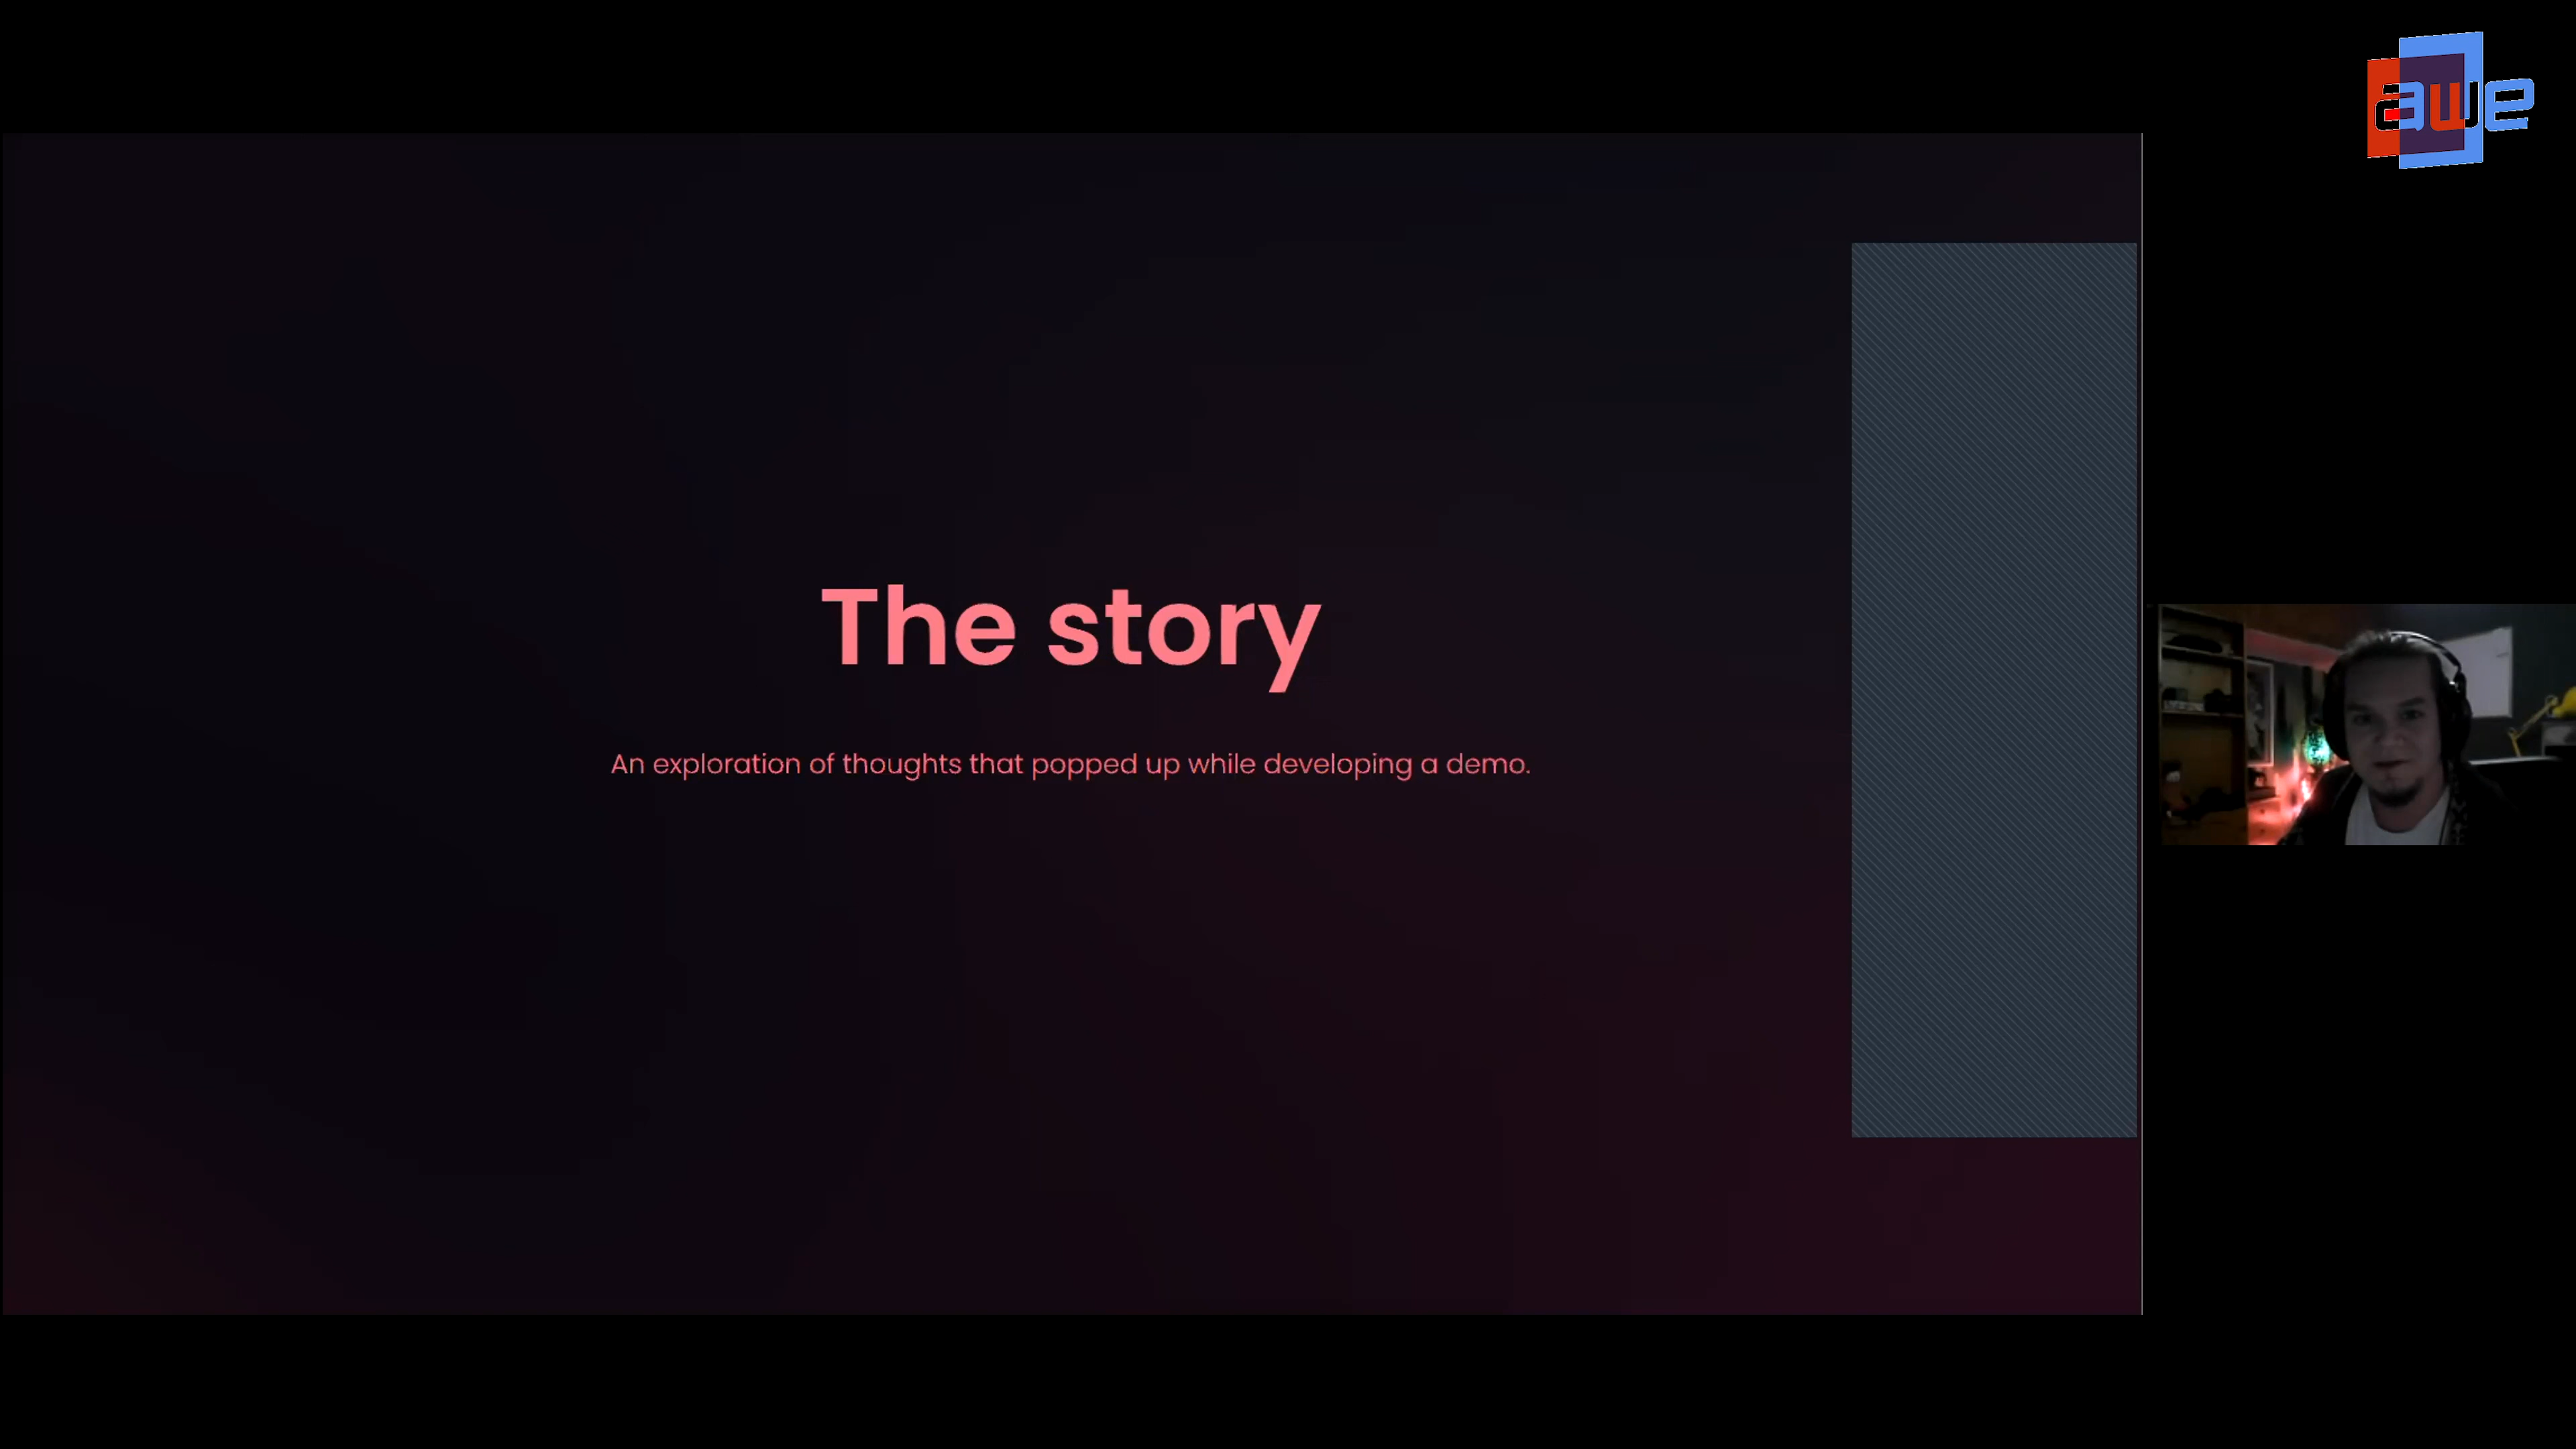 awe
The story
An exploration of thoughts that popped up while developing a demo.